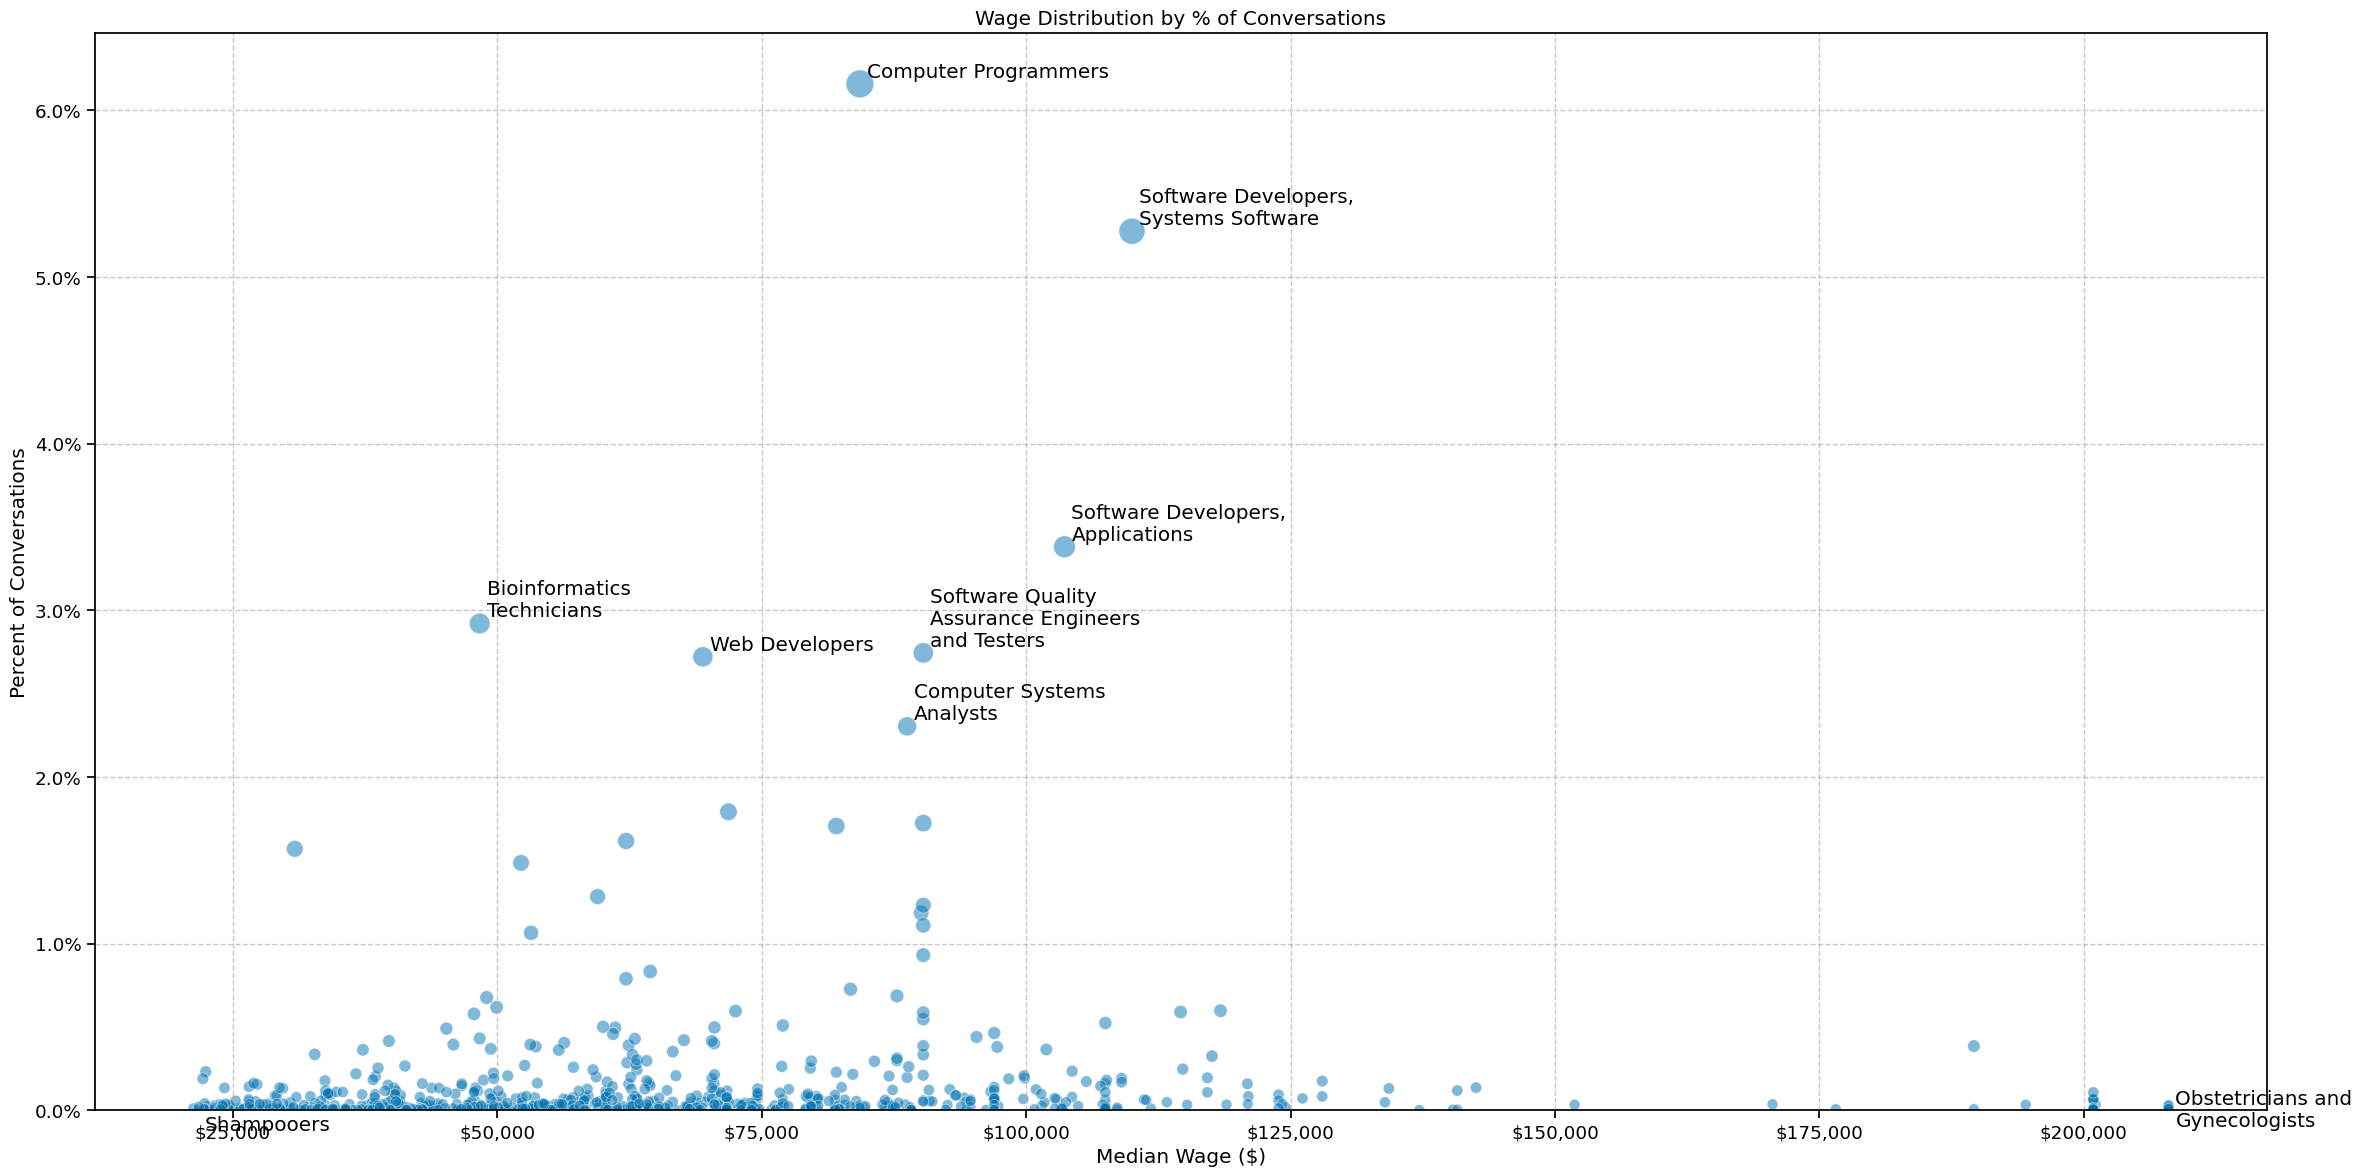 Wage Distribution by % of Conversations
Computer Programmers
6.0%
Software Developers,
Systems Software
5.0%
4.0%
Software Developers,
Applications
Bioinformatics
Technicians
Software Quality
Assurance Engineers
and Testers
3.0%
Web Developers
Computer Systems
Analysts
2.0%
1.0%
0.0%
Percent of Conversations
Obstetricians and
Gynecologists
Shampooers
$25,000
$50,000
$75,000
$100,000
$125,000
$150,000
$175,000
$200,000
Median Wage ($)